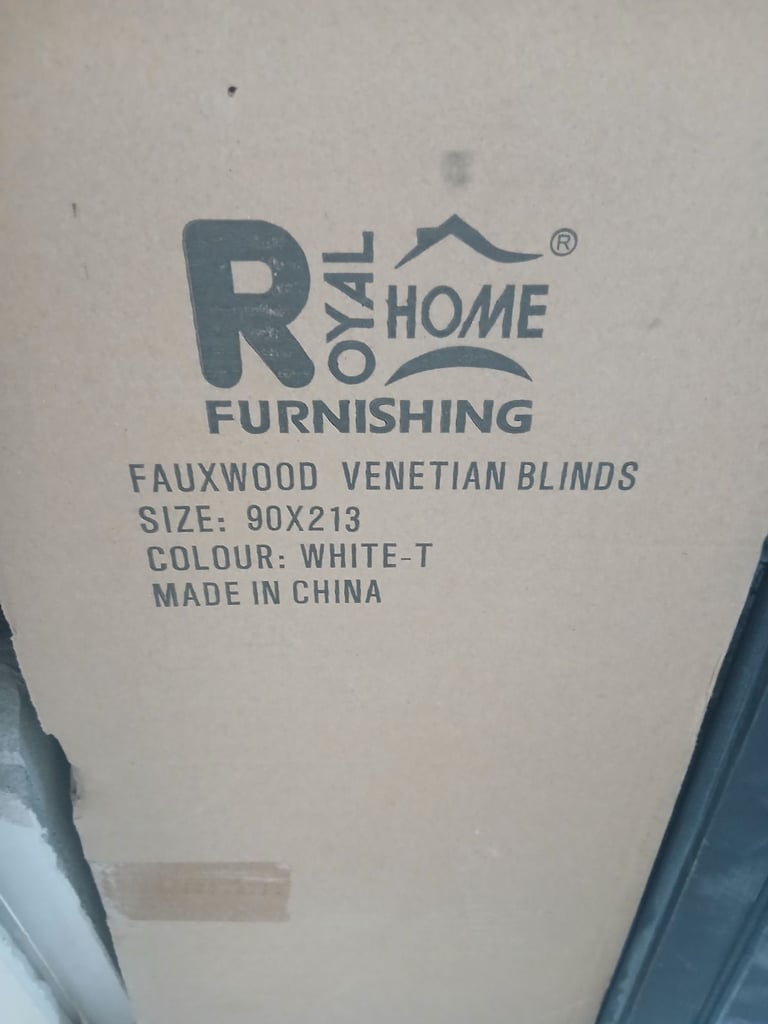 ROYAL HOME ®
FURNISHING
FAUXWOOD VENETIAN BLINDS
SIZE: 90X213
COLOUR: WHITE-T
MADE IN CHINA